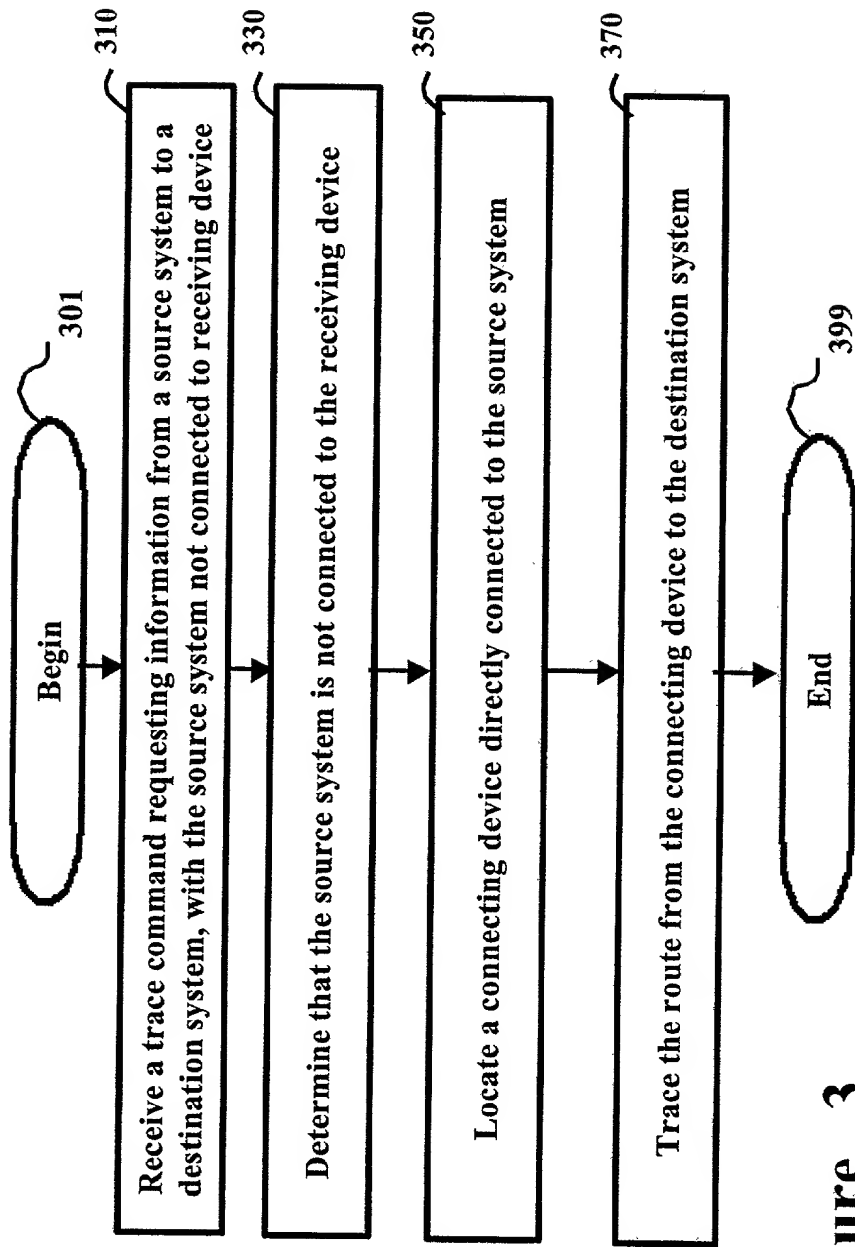 Begin
301
Receive a trace command requesting information from a source system to a
destination system, with the source system not connected to receiving device
310
Determine that the source system is not connected to the receiving device
330
Locate a connecting device directly connected to the source system
350
Trace the route from the connecting device to the destination system
370
End
399
3